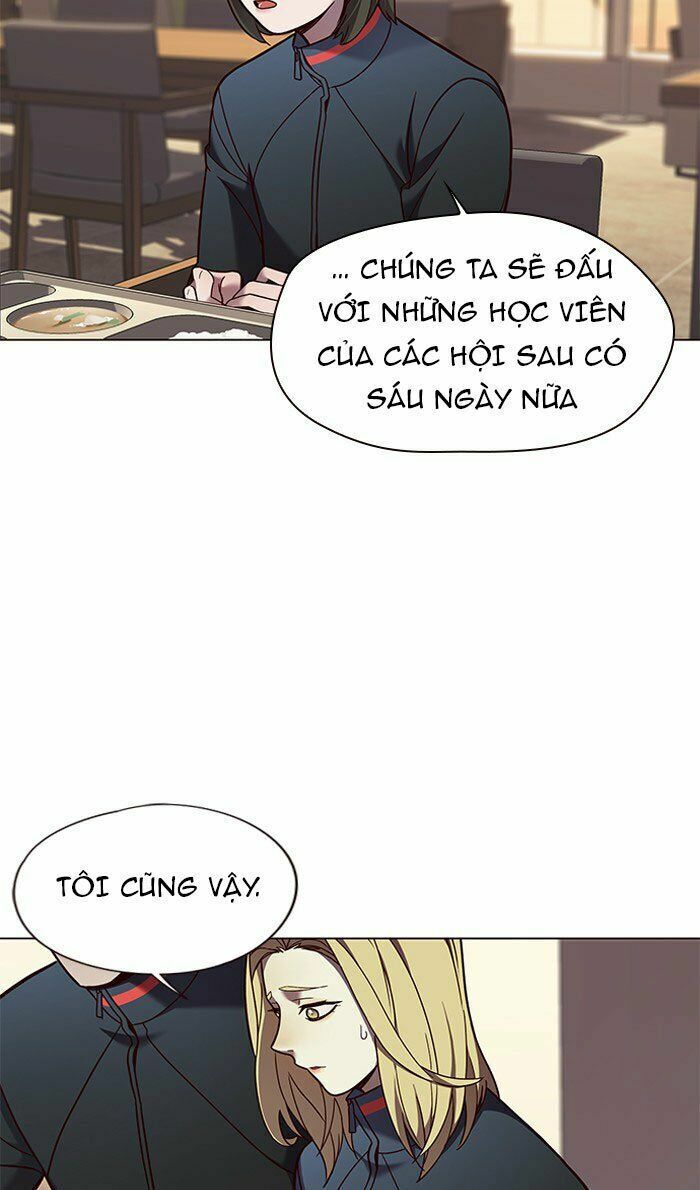 ... CHÚNG TA SẼ ĐẤU
VỚI NHỮNG HỌC VIÊN
CỦA CÁC HỘI SAU CÓ
SÁU NGÀY NỮA
TÔI CŨNG VẬY.